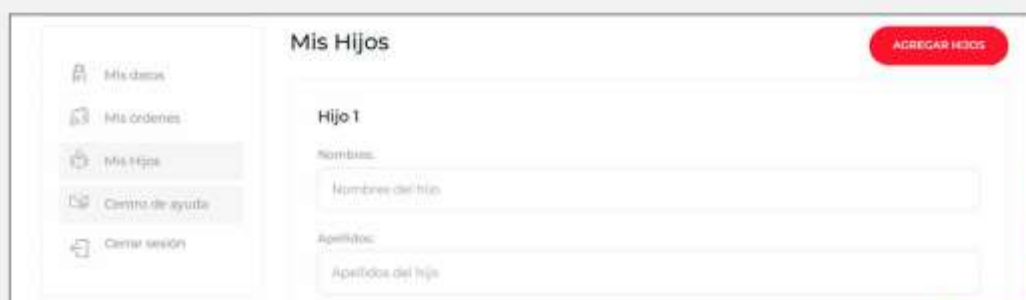 Mis Hijos
AGREGAR HIJOS
Mis datos
Mis órdenes
Mis Hijos
Centro de ayuda
Cerrar sesión
Hijo 1
Nombres:
Nombres del hijo
Apellidos:
Apellidos del hijo